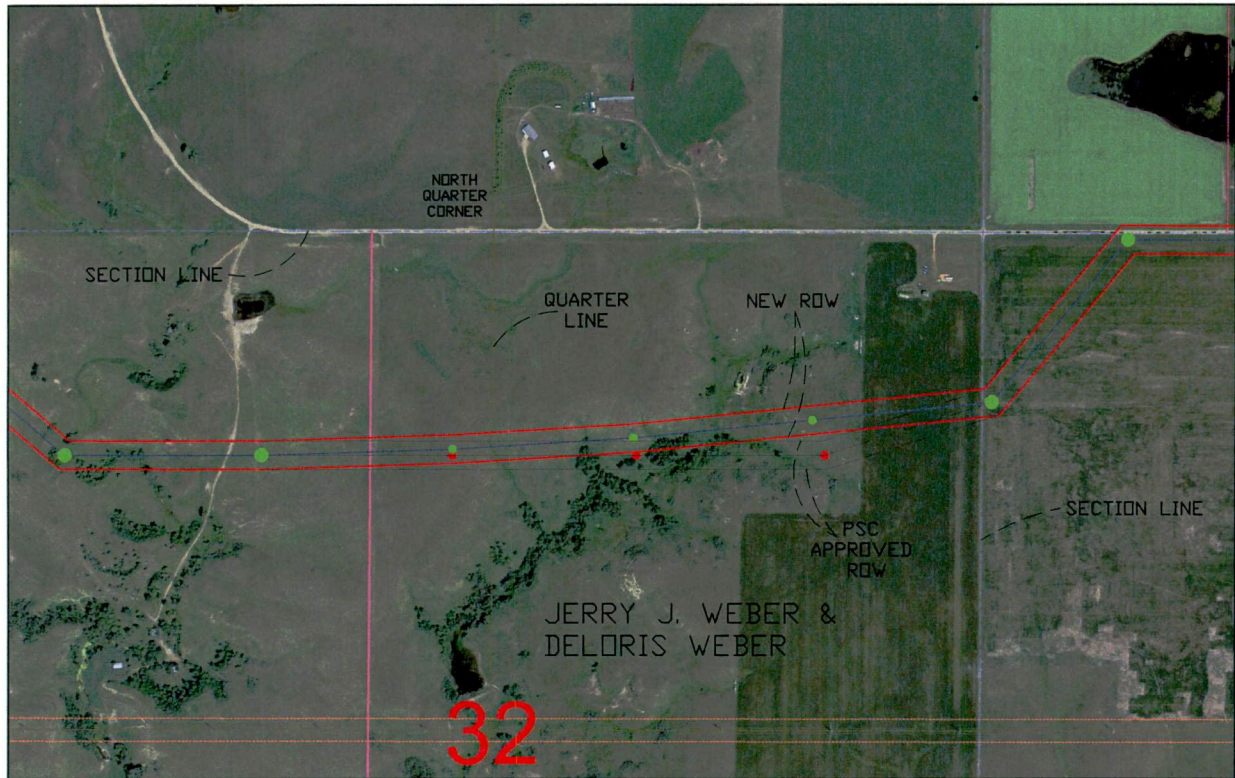 NORTH
QUARTER
CORNER
SECTION LINE
QUARTER
LINE
NEW ROW
SECTION LINE
PSC
APPROVED
ROW
JERRY J. WEBER &
DELORIS WEBER
32